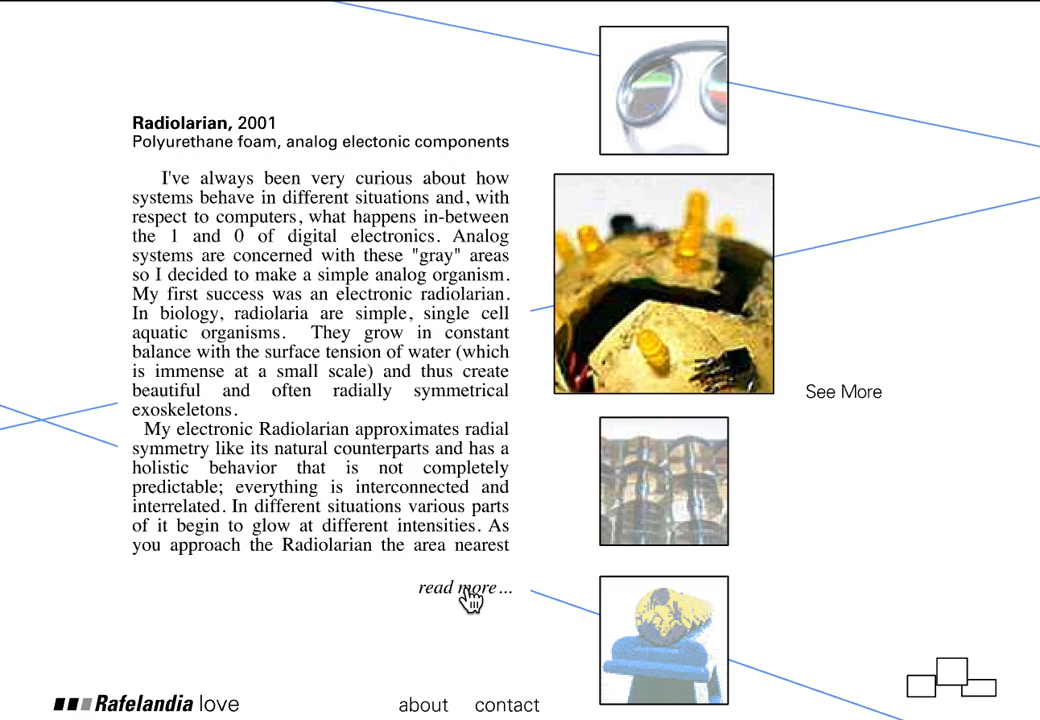 Radiolarian, 2001
Polyurethane foam, analog electonic components
I've always been very curious about how
systems behave in different situations and, with
respect to computers, what happens in-between
the 1 and 0 of digital electronics. Analog
systems are concerned with these "gray" areas
so I decided to make a simple analog organism.
My first success was an electronic radiolarian.
In biology, radiolaria are simple, single cell
aquatic organisms. They grow in constant
balance with the surface tension of water (which
is immense at a small scale) and thus create
beautiful and often radially symmetrical
exoskeletons.
My electronic Radiolarian approximates radial
symmetry like its natural counterparts and has a
holistic behavior that is not completely
predictable; everything is interconnected and
interrelated. In different situations various parts
of it begin to glow at different intensities. As
you approach the Radiolarian the area nearest
read more...
See More
Rafelandia love
about contact